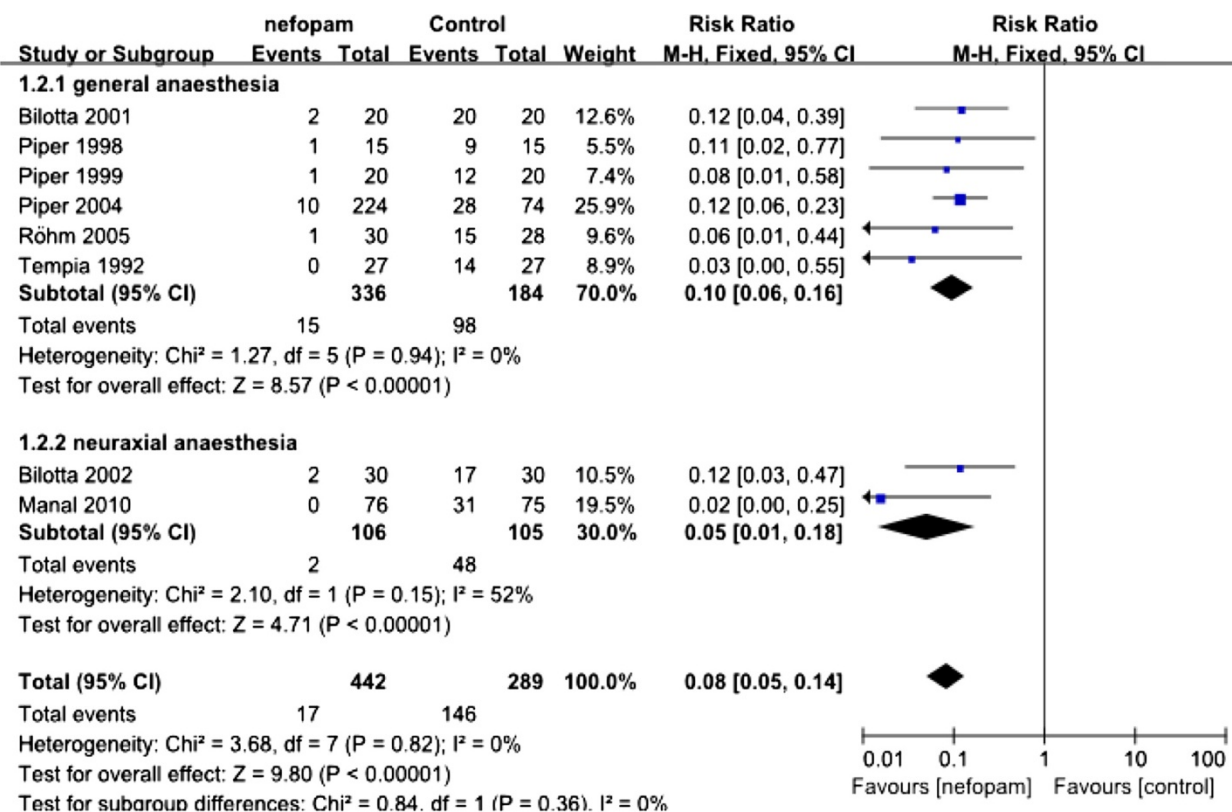 nefopam Control Risk Ratio Risk Ratio
Study or Subgroup Events Total Events Total Weight M-H, Fixed, 95% CI M-H, Fixed, 95% CI
1.2.1 general anaesthesia
Bilotta 2001 2 20 20 20 12.6% 0.12 [0.04, 0.39]
Piper 1998 1 15 9 15 5.5% 0.11 [0.02, 0.77]
Piper 1999 1 20 12 20 7.4% 0.08 [0.01, 0.58]
Piper 2004 10 224 28 74 25.9% 0.12 [0.06, 0.23]
Röhm 2005 1 30 15 28 9.6% 0.06 [0.01, 0.44]
Tempia 1992 0 27 14 27 8.9% 0.03 [0.00, 0.55]
Subtotal (95% CI) 336 184 70.0% 0.10 [0.06, 0.16]
Total events 15 98
Heterogeneity: Chi² = 1.27, df = 5 (P = 0.94); I² = 0%
Test for overall effect: Z = 8.57 (P < 0.00001)
1.2.2 neuraxial anaesthesia
Bilotta 2002 2 30 17 30 10.5% 0.12 [0.03, 0.47]
Manal 2010 0 76 31 75 19.5% 0.02 [0.00, 0.25]
Subtotal (95% CI) 106 105 30.0% 0.05 [0.01, 0.18]
Total events 2 48
Heterogeneity: Chi² = 2.10, df = 1 (P = 0.15); I² = 52%
Test for overall effect: Z = 4.71 (P < 0.00001)
Total (95% CI) 442 289 100.0% 0.08 [0.05, 0.14]
Total events 17 146
Heterogeneity: Chi² = 3.68, df = 7 (P = 0.82); I² = 0%
Test for overall effect: Z = 9.80 (P < 0.00001)
Test for subgroup differences: Chi² = 0.84, df = 1 (P = 0.36), I² = 0%
0.01 0.1 1 10 100
Favours [nefopam] Favours [control]